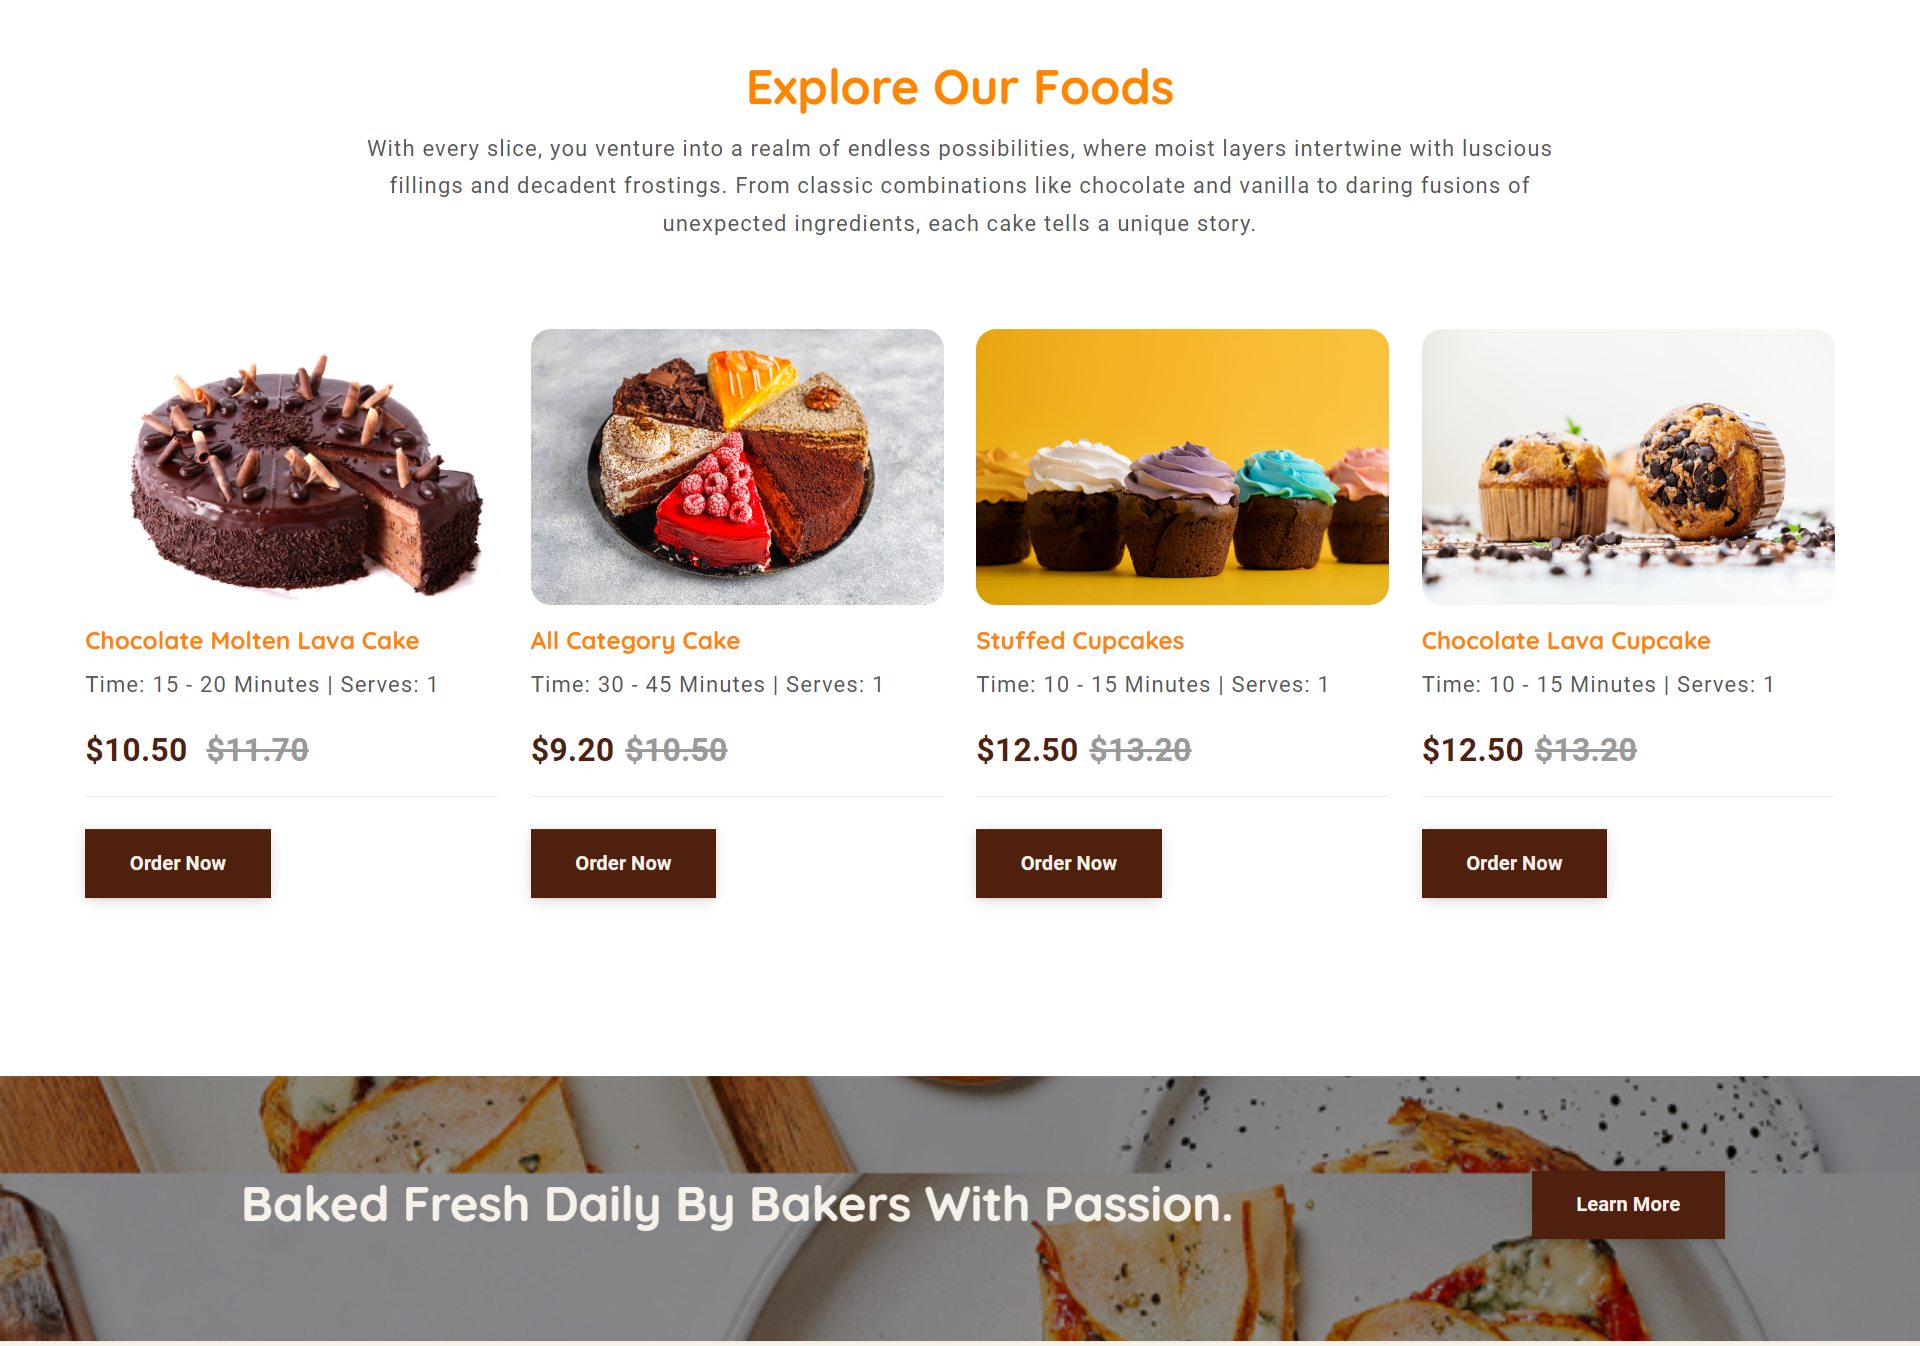 Explore Our Foods
With every slice, you venture into a realm of endless possibilities, where moist layers intertwine with luscious
fillings and decadent frostings. From classic combinations like chocolate and vanilla to daring fusions of
unexpected ingredients, each cake tells a unique story.
Chocolate Molten Lava Cake
Time: 15 - 20 Minutes | Serves: 1
$10.50 $11.70
Order Now
All Category Cake
Time: 30 - 45 Minutes | Serves: 1
$9.20 $10.50
Order Now
Stuffed Cupcakes
Time: 10 - 15 Minutes | Serves: 1
$12.50 $13.20
Order Now
Chocolate Lava Cupcake
Time: 10 - 15 Minutes | Serves: 1
$12.50 $13.20
Order Now
Baked Fresh Daily By Bakers With Passion.
Learn More